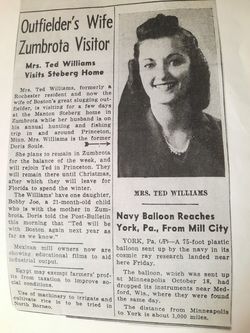 Outfielder's Wife
Zumbrota Visitor
Mrs. Ted Williams
Visits Steberg Home
Mrs. Ted Williams, formerly a
Rochester resident and now the
wife of Boston's great slugging out-
fielder, is visiting for a few days
at the Manton Steberg home in
Zumbrota while her husband is on
his annual hunting and fishing
trip in and around Princeton,
Minn. Mrs. Williams is the former
Doris Soule.
She plans to remain in Zumbrota
for the balance of the week, and
will rejoin Ted in Princeton. They
will remain there until Christmas,
after which they will leave for
Florida to spend the winter.
The Williams' have one daughter,
Bobby Joe, a 21-month-old child
who is with the mother in Zum-
brota. Doris told the Post-Bulletin
this morning that "Ted will be
with Boston again next year as
far as we know."
Mexican mill owners now are
showing educational films to aid
industrial output.
Egypt may exempt farmers' prof-
its from taxation to improve so-
cial conditions.
Use of machinery to irrigate and
cultivate rice is to be tried in
North Borneo.
MRS. TED WILLIAMS
Navy Balloon Reaches
York, Pa., From Mill City
YORK, Pa. (AP)—A 75-foot plastic
balloon sent up by the navy in its
cosmic ray research landed near
here Friday.
The balloon, which was sent up
at Minneapolis October 18, had
dropped its instruments near Med-
ford, Wis., where they were found
the same day.
The distance from Minneapolis
to York is about 1,000 miles.